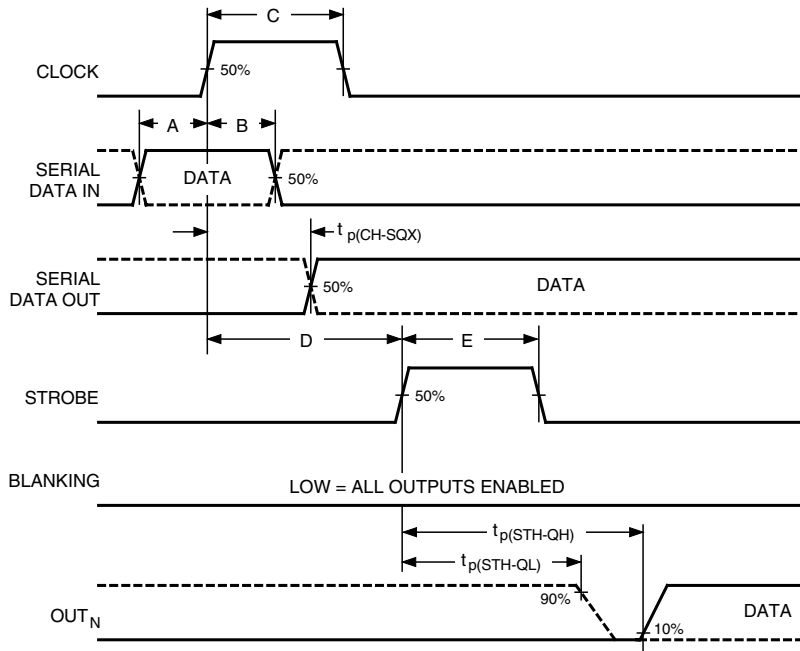 C
CLOCK
50%
A
B
SERIAL
DATA IN
DATA
50%
t p(CH-SQX)
SERIAL
DATA OUT
50%
DATA
D
E
STROBE
50%
BLANKING
LOW = ALL OUTPUTS ENABLED
t p(STH-QH)
t p(STH-QL)
90%
OUT N
10%
DATA